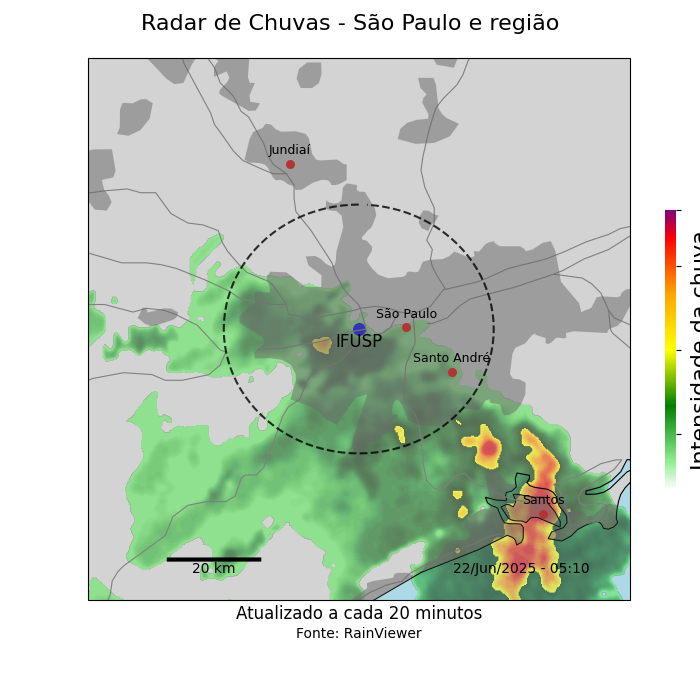 Radar de Chuvas - São Paulo e região
Jundiaí
São Paulo
IFUSP
Santo André
Santos
20 km
22/Jun/2025 - 05:10
Intensidade da chuva
Atualizado a cada 20 minutos
Fonte: RainViewer